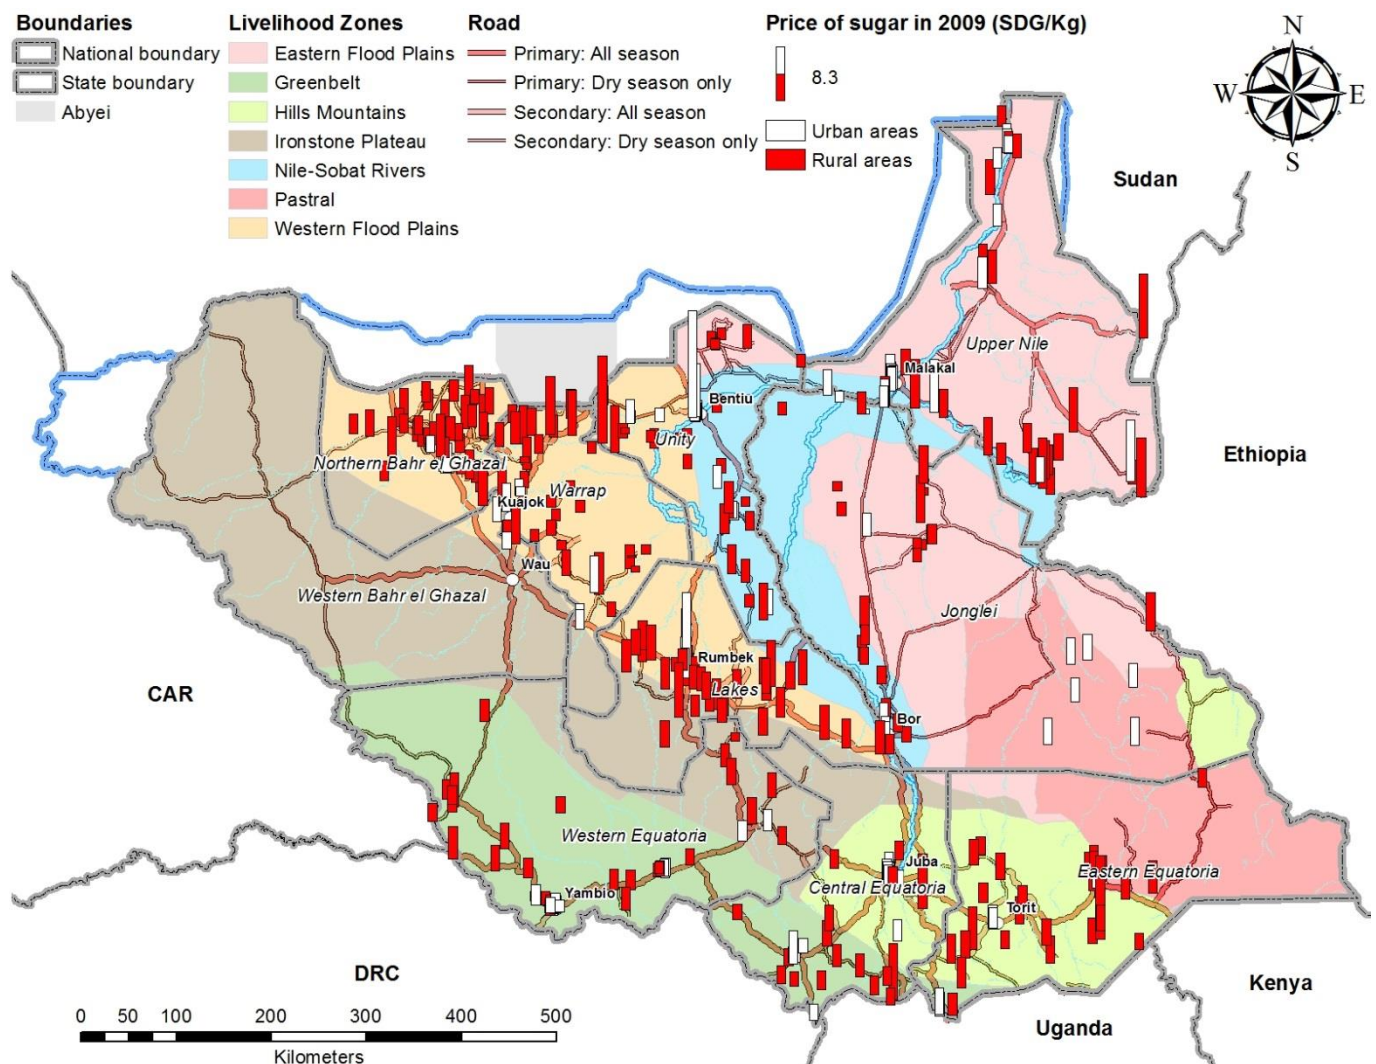 Boundaries
National boundary
State boundary
Abyei
Livelihood Zones
Eastern Flood Plains
Greenbelt
Hills Mountains
Ironstone Plateau
Nile-Sobat Rivers
Pastral
Western Flood Plains
Road
Primary: All season
Primary: Dry season only
Secondary: All season
Secondary: Dry season only
Price of sugar in 2009 (SDG/Kg)
8.3
Urban areas
Rural areas
N
W E
S
Sudan
Upper Nile
Malakal
Bentiu
Unity
Ethiopia
Northern Bahr el Ghazal
Warrap
Kuajok
Wau
Western Bahr el Ghazal
Jonglei
Rumbek
Lakes
CAR
Bor
Western Equatoria
Juba
Central Equatoria
Eastern Equatoria
Yambio
Torit
DRC
Kenya
Uganda
0 100 200 300 400 500
Kilometers